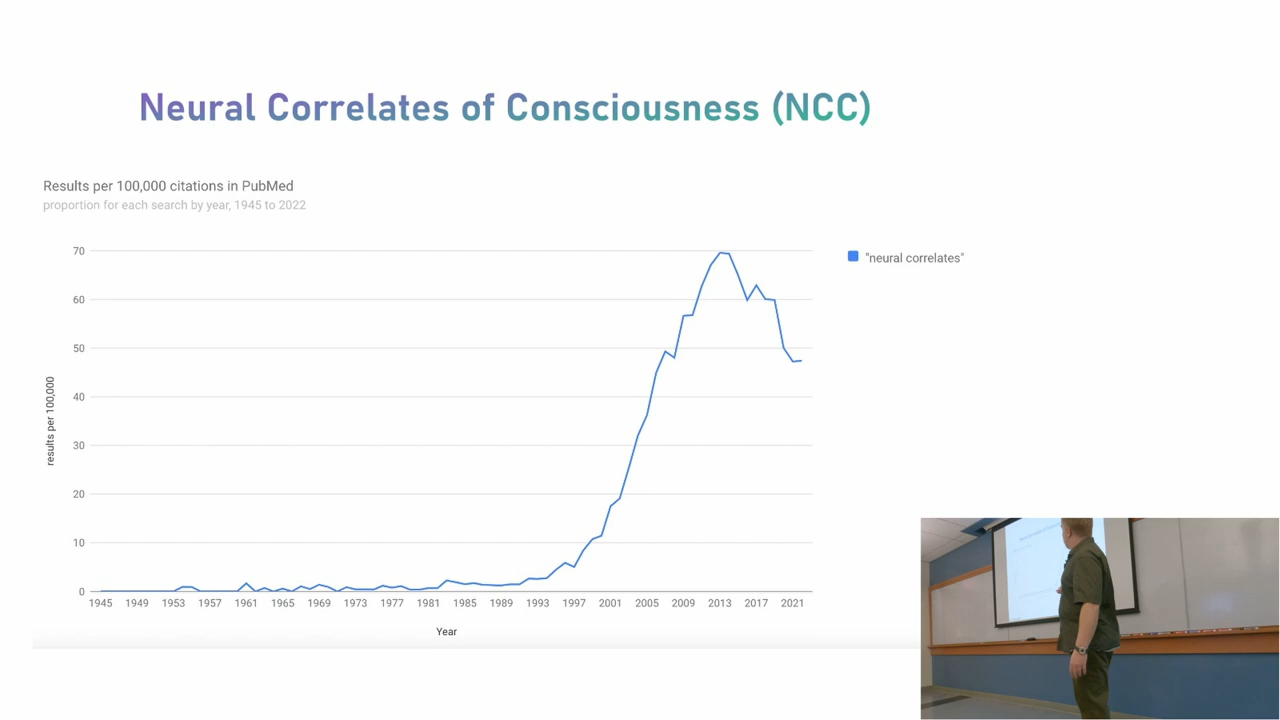 Neural Correlates of Consciousness (NCC)
Results per 100,000 citations in PubMed
proportion for each search by year, 1945 to 2022
70
"neural correlates"
60
50
40
30
20
10
0
results per 100,000
1945 1949 1953 1957 1961 1965 1969 1973 1977 1981 1985 1989 1993 1997 2001 2005 2009 2013 2017 2021
Year